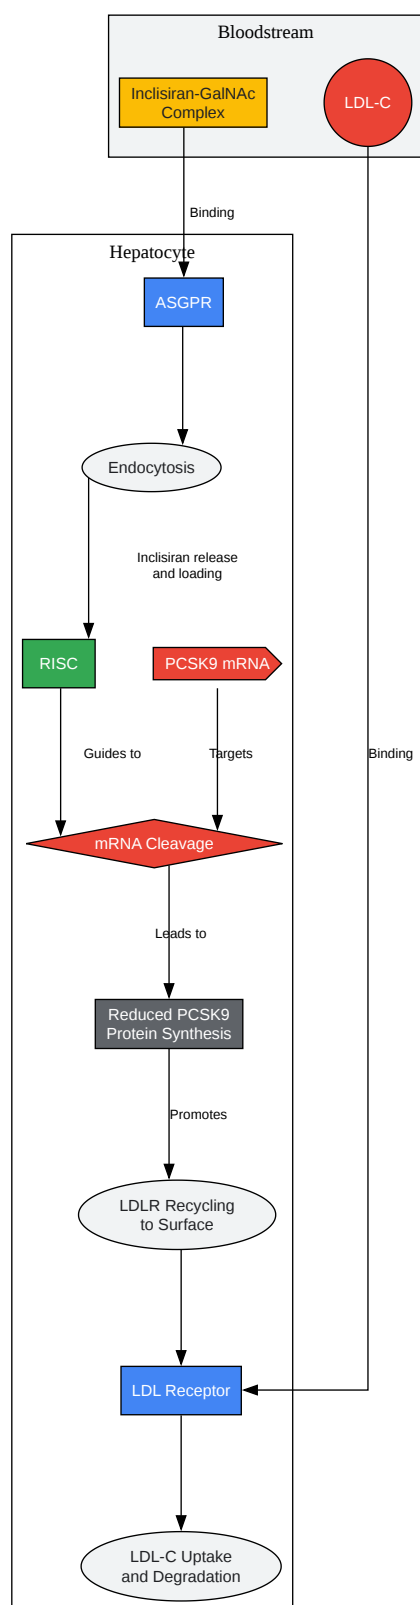 Bloodstream
Inclisiran-GalNAc
Complex
LDL-C
Binding
Hepatocyte
ASGPR
Endocytosis
Inclisiran release
and loading
RISC
PCSK9 mRNA
Guides to
Targets
Binding
mRNA Cleavage
Leads to
Reduced PCSK9
Protein Synthesis
Promotes
LDLR Recycling
to Surface
LDL Receptor
LDL-C Uptake
and Degradation